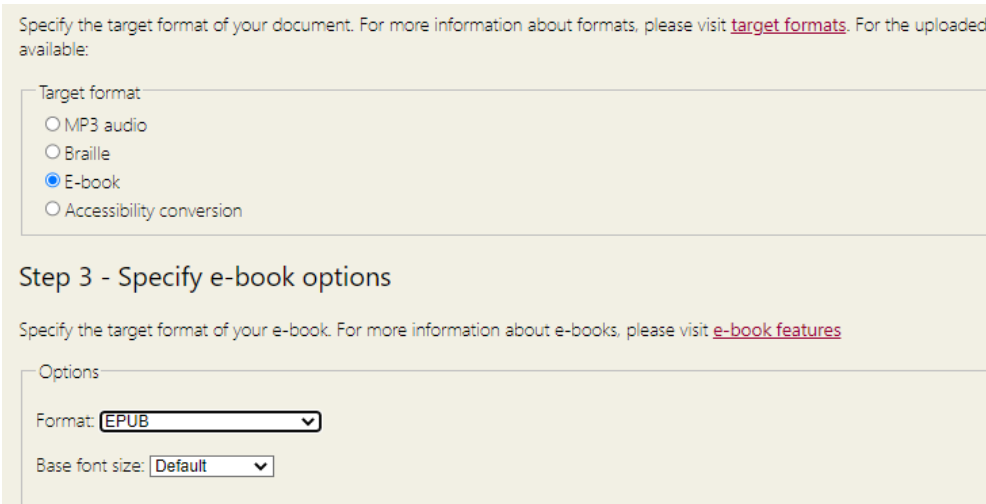 Specify the target format of your document. For more information about formats, please visit target formats. For the uploaded
available:
Target format
MP3 audio
Braille
E-book
Accessibility conversion
Step 3 - Specify e-book options
Specify the target format of your e-book. For more information about e-books, please visit e-book features
Options
Format: EPUB
Base font size: Default